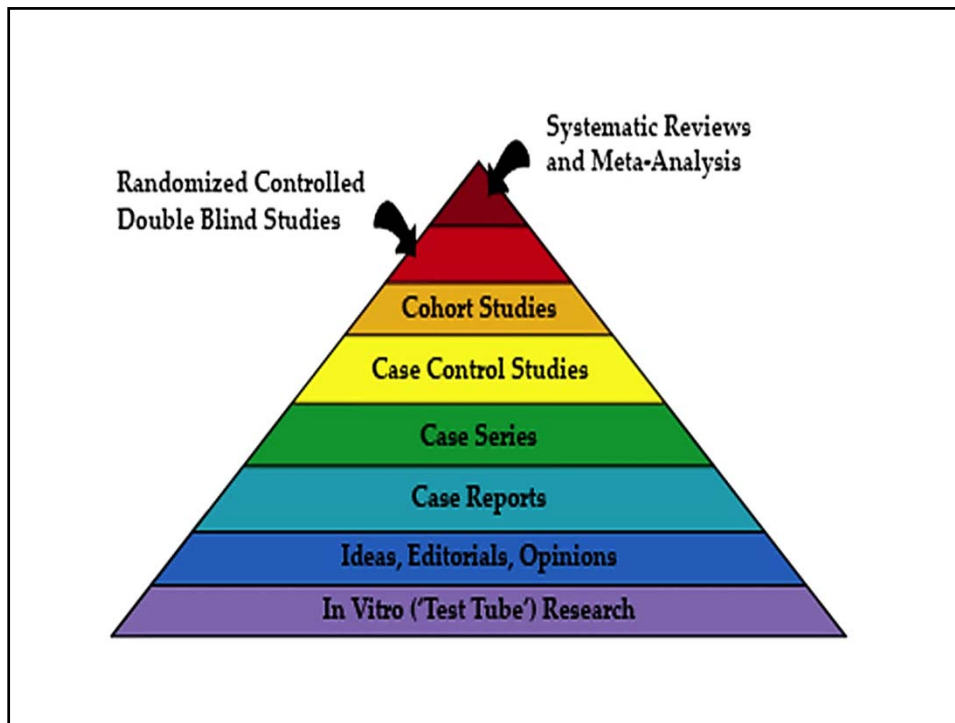 Systematic Reviews
and Meta-Analysis
Randomized Controlled
Double Blind Studies
Cohort Studies
Case Control Studies
Case Series
Case Reports
Ideas, Editorials, Opinions
In Vitro ('Test Tube') Research